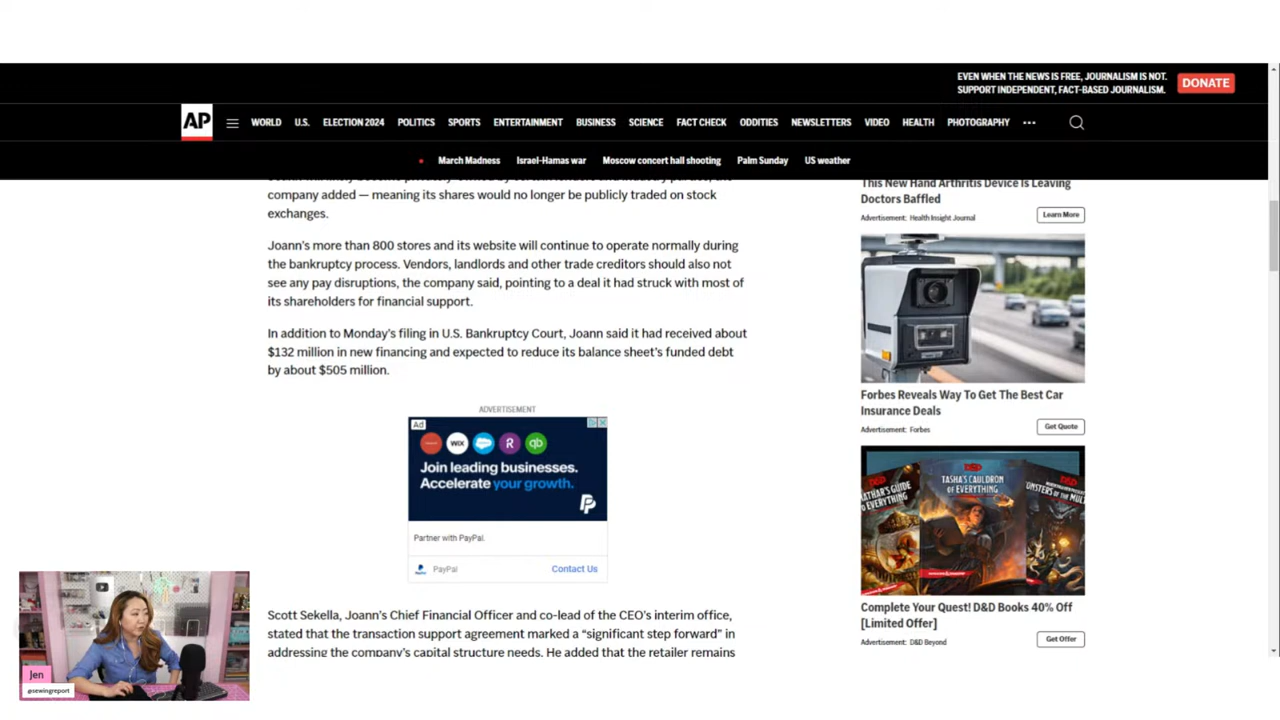 EVEN WHEN THE NEWS IS FREE, JOURNALISM IS NOT.
SUPPORT INDEPENDENT, FACT-BASED JOURNALISM.
DONATE
AP
WORLD U.S. ELECTION 2024 POLITICS SPORTS ENTERTAINMENT BUSINESS SCIENCE FACT CHECK ODDITIES NEWSLETTERS VIDEO HEALTH PHOTOGRAPHY
March Madness Israel-Hamas war Moscow concert hall shooting Palm Sunday US weather
company added — meaning its shares would no longer be publicly traded on stock
exchanges.
Joann's more than 800 stores and its website will continue to operate normally during
the bankruptcy process. Vendors, landlords and other trade creditors should also not
see any pay disruptions, the company said, pointing to a deal it had struck with most of
its shareholders for financial support.
In addition to Monday's filing in U.S. Bankruptcy Court, Joann said it had received about
$132 million in new financing and expected to reduce its balance sheet's funded debt
by about $505 million.
ADVERTISEMENT
Ad
WIX R qb
Join leading businesses.
Accelerate your growth.
Partner with PayPal.
PayPal Contact Us
Scott Sekella, Joann's Chief Financial Officer and co-lead of the CEO's interim office,
stated that the transaction support agreement marked a “significant step forward” in
addressing the company's capital structure needs. He added that the retailer remains
This New Hand Arthritis Device Is Leaving
Doctors Baffled
Advertisement: Health Insight Journal
Learn More
Forbes Reveals Way To Get The Best Car
Insurance Deals
Advertisement: Forbes
Get Quote
D&D
TASHA'S CAULDRON
OF EVERYTHING
Complete Your Quest! D&D Books 40% Off
[Limited Offer]
Advertisement: D&D Beyond
Get Offer
Jen
@sewingreport